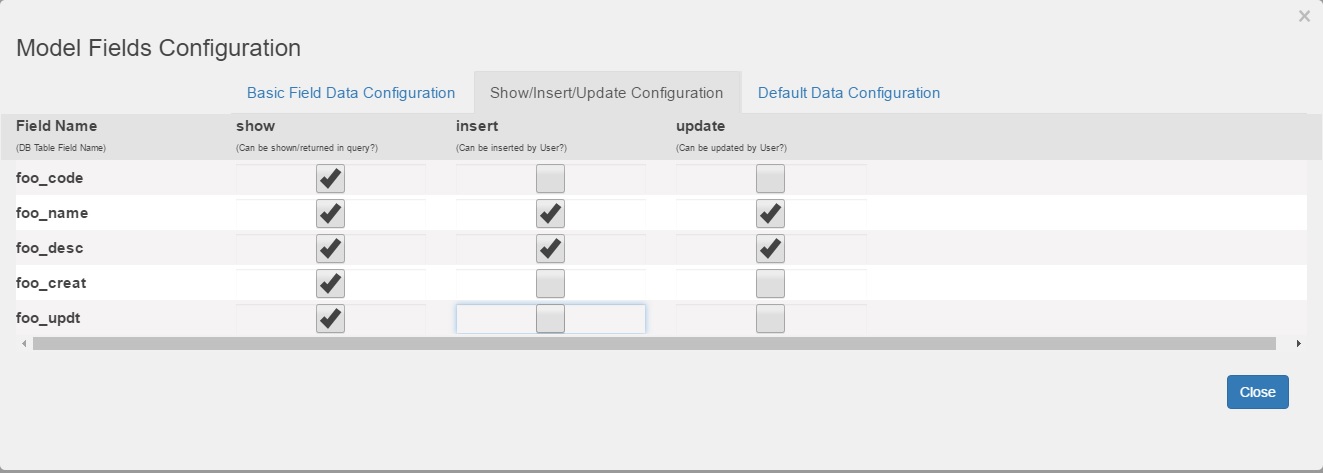 ×
Model Fields Configuration
Basic Field Data Configuration Show/Insert/Update Configuration Default Data Configuration
Field Name show insert update
(DB Table Field Name) (Can be shown/returned in query?) (Can be inserted by User?) (Can be updated by User?)
foo_code
foo_name
foo_desc
foo_creat
foo_updt
Close